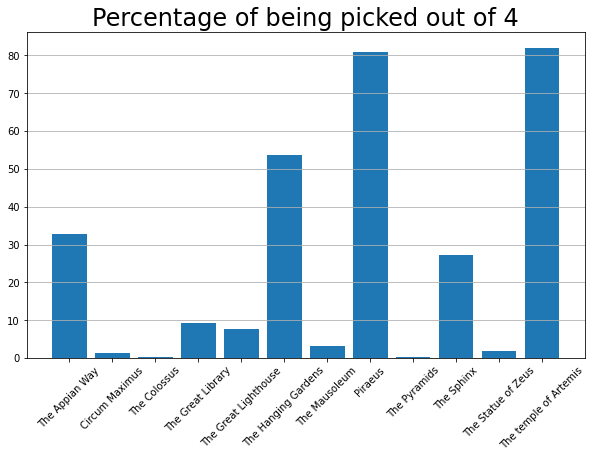 Percentage of being picked out of 4
80
70
60
50
40
30
20
10
0
The Appian Way
Circum Maximus
The Colossus
The Great Library
The Great Lighthouse
The Hanging Gardens
The Mausoleum
Piraeus
The Pyramids
The Sphinx
The Statue of Zeus
The temple of Artemis